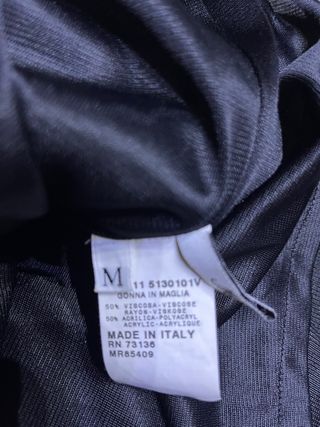 M
11 5130101V
GONNA IN MAGLIA
50% VISCOSA-VISCOSE
RAYON-VISKOSE
50% ACRILICA-POLYACRYL
ACRYLIC-ACRYLIQUE
MADE IN ITALY
RN 73136
MR85409